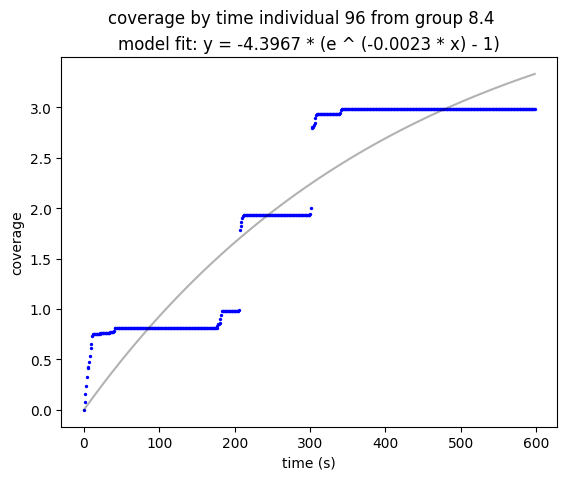 coverage by time individual 96 from group 8.4
model fit: y = -4.3967 * (e ^ (-0.0023 * x) - 1)
3.0
2.5
2.0
1.5
1.0
0.5
0.0
coverage
0 100 200 300 400 500 600
time (s)